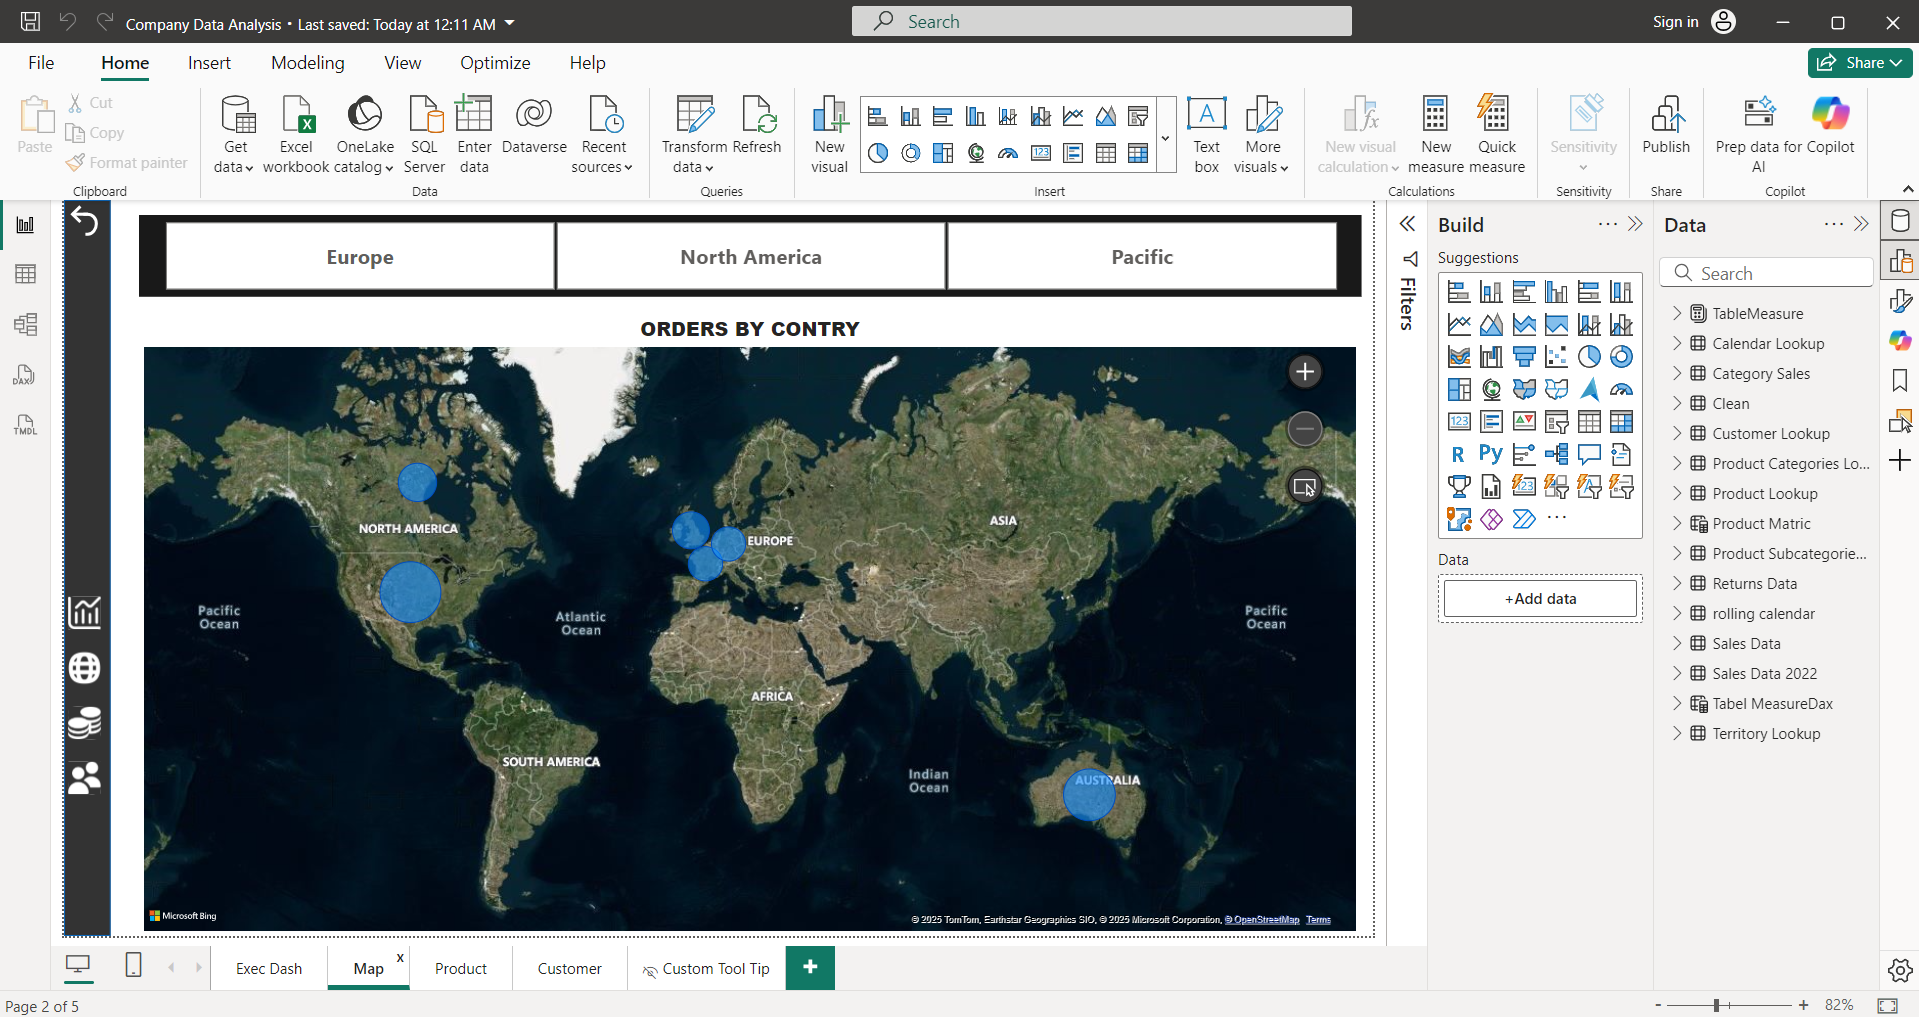 Company Data Analysis • Last saved: Today at 12:11 AM
Search
Sign in
File
Home
Insert
Modeling
View
Optimize
Help
Share
Paste
Cut
Copy
Format painter
Clipboard
Get data
Excel workbook
OneLake catalog
SQL Server
Enter data
Dataverse
Recent sources
Data
Transform data
Refresh
Queries
New visual
Text box
More visuals
Insert
New visual calculation
New measure
Quick measure
Calculations
Sensitivity
Sensitivity
Publish
Share
Prep data for AI
Copilot
Copilot
Europe
North America
Pacific
ORDERS BY CONTRY
NORTH AMERICA
EUROPE
ASIA
Pacific
Ocean
Atlantic
Ocean
Pacific
Ocean
AFRICA
SOUTH AMERICA
Indian
Ocean
AUSTRALIA
Microsoft Bing
© 2025 TomTom, Earthstar Geographics SIO, © 2025 Microsoft Corporation, © OpenStreetMap Terms
Filters
Build
Suggestions
123
R
Py
123
Data
+Add data
Data
Search
TableMeasure
Calendar Lookup
Category Sales
Clean
Customer Lookup
Product Categories Lo...
Product Lookup
Product Matric
Product Subcategorie...
Returns Data
rolling calendar
Sales Data
Sales Data 2022
Tabel MeasureDax
Territory Lookup
DAX
TMDL
Exec Dash
Map
x
Product
Customer
Custom Tool Tip
+
Page 2 of 5
- + 82%